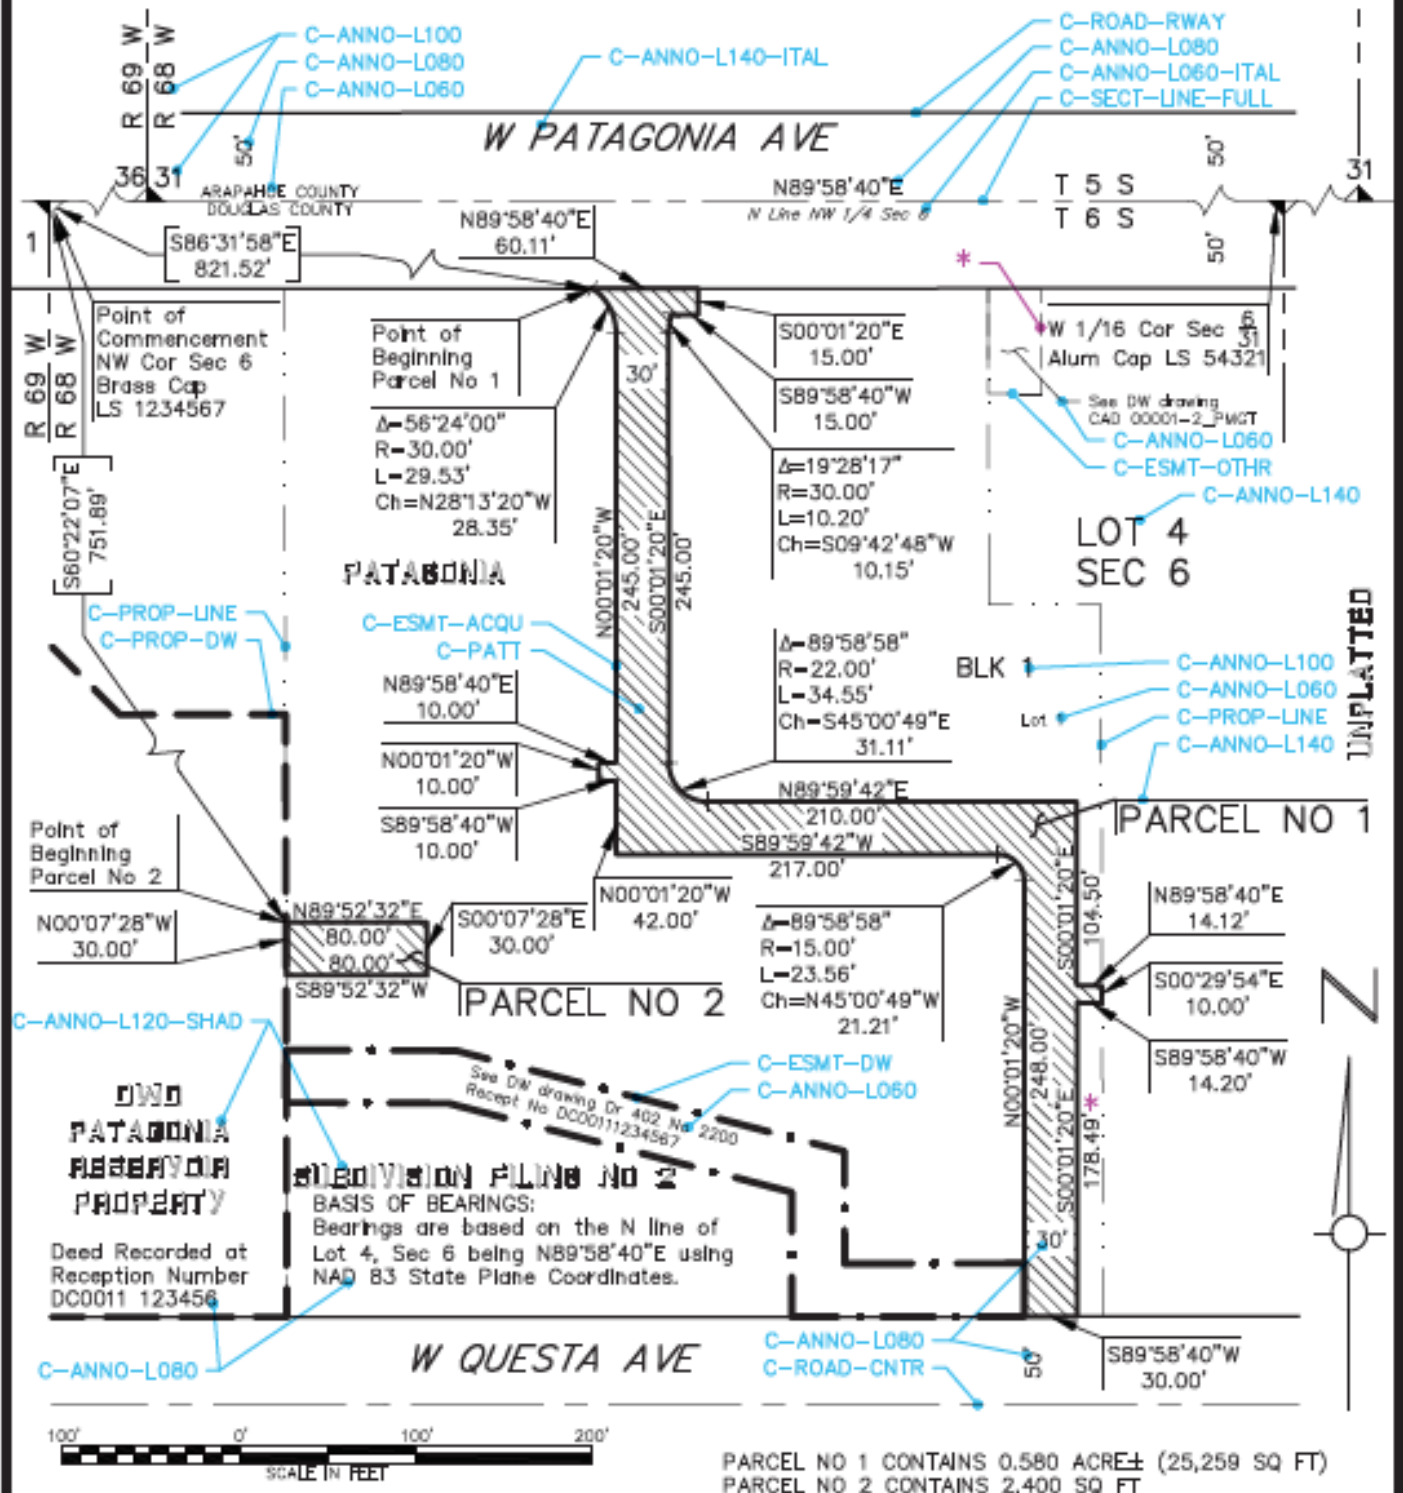 R 69 W
R 68 W
C-ANNO-L100
C-ANNO-L080
C-ANNO-L060
C-ANNO-L140-ITAL
C-ROAD-RWAY
C-ANNO-L080
C-ANNO-L060-ITAL
C-SECT-LINE-FULL
W PATAGONIA AVE
50'
50'
36 31
31
ARAPAHOE COUNTY
DOUGLAS COUNTY
N89°58'40"E
N Line NW 1/4 Sec 6
T 5 S
T 6 S
50'
1
S86°31'58"E
821.52'
N89°58'40"E
60.11'
*
Point of
Commencement
NW Cor Sec 6
Brass Cap
LS 1234567
R 69 W
R 68 W
Point of
Beginning
Parcel No 1
30'
S00°01'20"E
15.00'
S89°58'40"W
15.00'
W 1/16 Cor Sec 6
31
Alum Cap LS 54321
See DW drawing
CAD 00001-2_PMGT
C-ANNO-L060
C-ESMT-OTHR
C-ANNO-L140
Δ=56°24'00"
R=30.00'
L=29.53'
Ch=N28°13'20"W
28.35'
Δ=19°28'17"
R=30.00'
L=10.20'
Ch=S09°42'48"W
10.15'
LOT 4
SEC 6
S60°22'07"E
751.89'
PATAGONIA
N00°01'20"W
245.00'
S00°01'20"E
245.00'
C-PROP-LINE
C-PROP-DW
C-ESMT-ACQU
C-PATT
Δ=89°58'58"
R=22.00'
L=34.55'
Ch=S45°00'49"E
31.11'
BLK 1
C-ANNO-L100
C-ANNO-L060
C-PROP-LINE
C-ANNO-L140
Lot 1
UNPLATTED
N89°58'40"E
10.00'
N00°01'20"W
10.00'
S89°58'40"W
10.00'
N89°59'42"E
210.00'
S89°59'42"W
217.00'
PARCEL NO 1
Point of
Beginning
Parcel No 2
N00°07'28"W
30.00'
N89°52'32"E
80.00'
80.00'
S89°52'32"W
S00°07'28"E
30.00'
N00°01'20"W
42.00'
Δ=89°58'58"
R=15.00'
L=23.56'
Ch=N45°00'49"W
21.21'
S00°01'20"E
104.50'
N89°58'40"E
14.12'
S00°29'54"E
10.00'
S89°58'40"W
14.20'
PARCEL NO 2
N
C-ANNO-L120-SHAD
C-ESMT-DW
C-ANNO-L060
See DW drawing Dr 402 No 2200
Recept No DC00111234567
N00°01'20"W
248.00'
S00°01'20"E
178.49'
*
DWD
PATAGONIA
RESERVOIR
PROPERTY
SUBDIVISION FILING NO 2
BASIS OF BEARINGS:
Bearings are based on the N line of
Lot 4, Sec 6 being N89°58'40"E using
NAD 83 State Plane Coordinates.
Deed Recorded at
Reception Number
DC0011 123456
30'
C-ANNO-L080
W QUESTA AVE
C-ANNO-L080
C-ROAD-CNTR
50'
S89°58'40"W
30.00'
100' 0' 100' 200'
SCALE IN FEET
PARCEL NO 1 CONTAINS 0.580 ACRE± (25,259 SQ FT)
PARCEL NO 2 CONTAINS 2,400 SQ FT